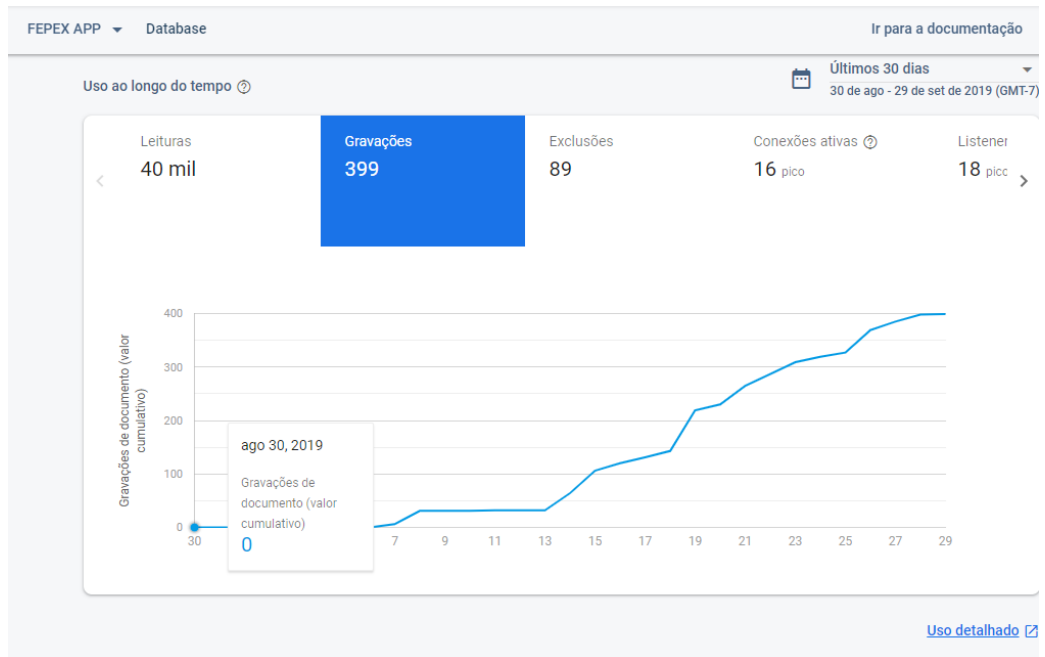 FEPEX APP Database Ir para a documentação
Uso ao longo do tempo
Últimos 30 dias
30 de ago - 29 de set de 2019 (GMT-7)
Leituras
40 mil
Gravações
399
Exclusões
89
Conexões ativas
16 pico
Listener
18 picc
Gravações de documento (valor
cumulativo)
400
300
200
100
0
ago 30, 2019
Gravações de
documento (valor
cumulativo)
0
30 7 9 11 13 15 17 19 21 23 25 27 29
Uso detalhado